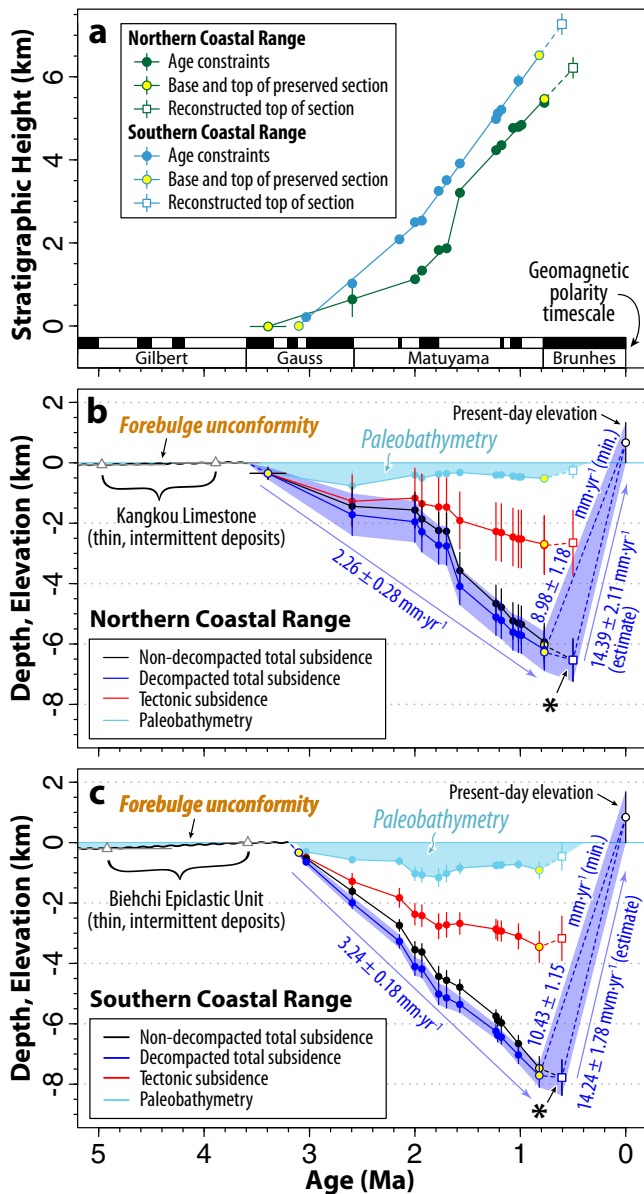 a
Stratigraphic Height (km)
6
4
2
0
Northern Coastal Range
Age constraints
Base and top of preserved section
Reconstructed top of section
Southern Coastal Range
Age constraints
Base and top of preserved section
Reconstructed top of section
Geomagnetic
polarity
timescale
Gilbert
Gauss
Matuyama
Brunhes
b
Depth, Elevation (km)
2
0
-2
-4
-6
-8
Forebulge unconformity
Present-day elevation
Paleobathymetry
Kangkou Limestone
(thin, intermittent deposits)
2.26 ± 0.28 mm·yr⁻¹
8.98 ± 1.18
mm·yr⁻¹ (min.)
14.39 ± 2.11 mm·yr⁻¹
(estimate)
Northern Coastal Range
Non-decompacted total subsidence
Decompacted total subsidence
Tectonic subsidence
Paleobathymetry
*
c
Depth, Elevation (km)
2
0
-2
-4
-6
-8
Forebulge unconformity
Present-day elevation
Paleobathymetry
Biehchi Epiclastic Unit
(thin, intermittent deposits)
3.24 ± 0.18 mm·yr⁻¹
10.43 ± 1.15
mm·yr⁻¹ (min.)
14.24 ± 1.78 mmm·yr⁻¹ (estimate)
Southern Coastal Range
Non-decompacted total subsidence
Decompacted total subsidence
Tectonic subsidence
Paleobathymetry
*
5
4
3
2
1
0
Age (Ma)